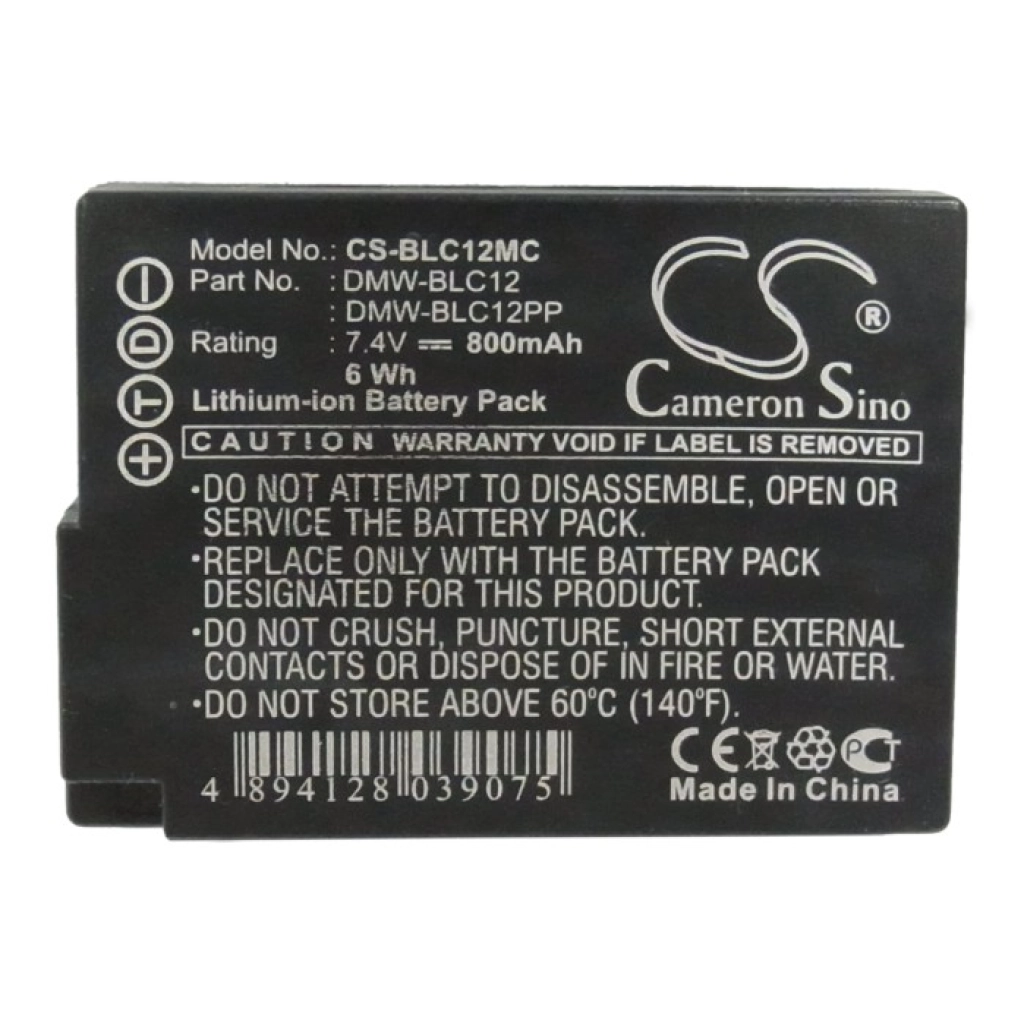 Model No.: CS-BLC12MC
Part No. : DMW-BLC12
: DMW-BLC12PP
Rating : 7.4V ⎓ 800mAh
6 Wh
Lithium-ion Battery Pack
CS ®
Cameron Sino
−
D
T
+
CAUTION WARRANTY VOID IF LABEL IS REMOVED
·DO NOT ATTEMPT TO DISASSEMBLE, OPEN OR
SERVICE THE BATTERY PACK.
·REPLACE ONLY WITH THE BATTERY PACK
DESIGNATED FOR THIS PRODUCT.
·DO NOT CRUSH, PUNCTURE, SHORT EXTERNAL
CONTACTS OR DISPOSE OF IN FIRE OR WATER.
·DO NOT STORE ABOVE 60°C (140°F).
4 894128 039075
CE PCT
Made In China